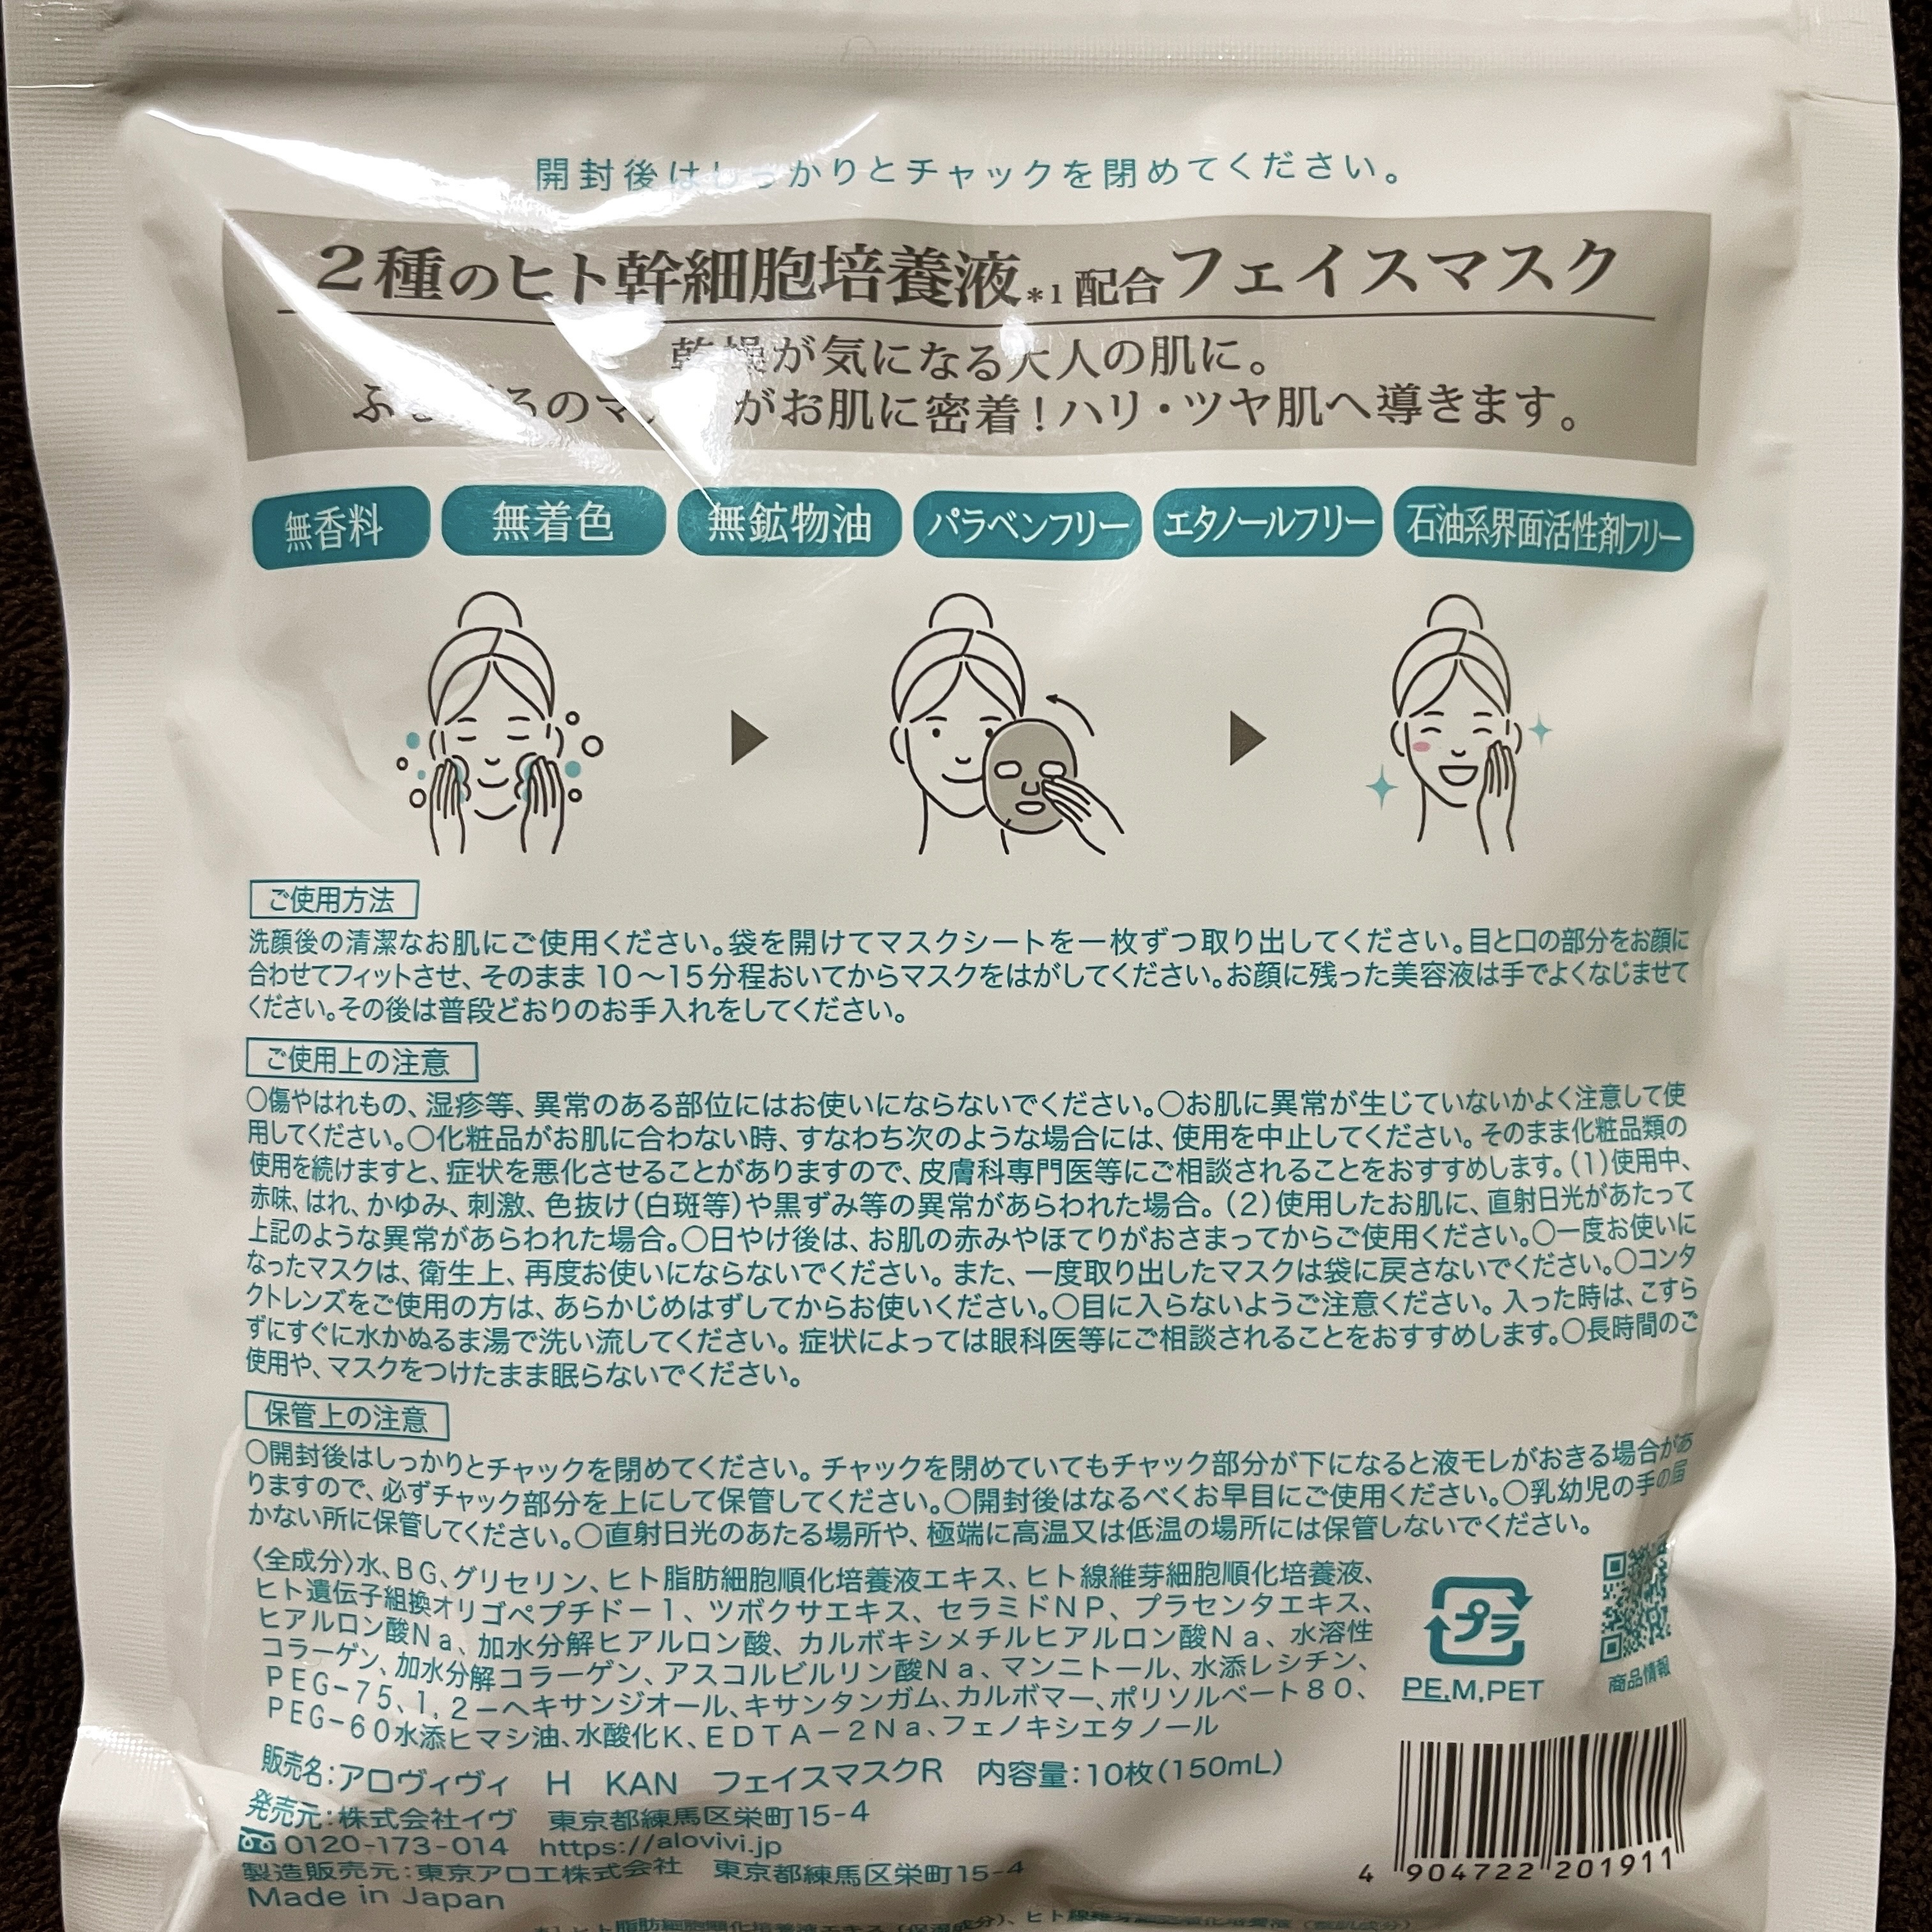 開封後はしっかりとチャックを閉めてください。
2種のヒト幹細胞培養液*1配合フェイスマスク
乾燥が気になる大人の肌に。
がお肌に密着！ハリ・ツヤ肌へ導きます。
無香料 無着色 無鉱物油 パラベンフリー エタノールフリー 石油系界面活性剤フリー
ご使用方法
洗顔後の清潔なお肌にご使用ください。袋を開けてマスクシートを一枚ずつ取り出してください。目と口の部分をお顔に
合わせてフィットさせ、そのまま10～15分程おいてからマスクをはがしてください。お顔に残った美容液は手でよくなじませて
ください。その後は普段どおりのお手入れをしてください。
ご使用上の注意
○傷やはれもの、湿疹等、異常のある部位にはお使いにならないでください。○お肌に異常が生じていないかよく注意して使
用してください。○化粧品がお肌に合わない時、すなわち次のような場合には、使用を中止してください。そのまま化粧品類の
使用を続けますと、症状を悪化させることがありますので、皮膚科専門医等にご相談されることをおすすめします。(1)使用中、
赤味、はれ、かゆみ、刺激、色抜け(白斑等)や黒ずみ等の異常があらわれた場合。(2)使用したお肌に、直射日光があたって
上記のような異常があらわれた場合。○日やけ後は、お肌の赤みやほてりがおさまってからご使用ください。○一度お使いに
なったマスクは、衛生上、再度お使いにならないでください。また、一度取り出したマスクは袋に戻さないでください。○コンタ
クトレンズをご使用の方は、あらかじめはずしてからお使いください。○目に入らないようご注意ください。入った時は、こすら
ずにすぐに水かぬるま湯で洗い流してください。症状によっては眼科医等にご相談されることをおすすめします。○長時間のご
使用や、マスクをつけたまま眠らないでください。
保管上の注意
○開封後はしっかりとチャックを閉めてください。チャックを閉めていてもチャック部分が下になると液モレがおきる場合があ
りますので、必ずチャック部分を上にして保管してください。○開封後はなるべくお早目にご使用ください。○乳幼児の手の届
かない所に保管してください。○直射日光のあたる場所や、極端に高温又は低温の場所には保管しないでください。
〈全成分〉水、BG、グリセリン、ヒト脂肪細胞順化培養液エキス、ヒト線維芽細胞順化培養液、
ヒト遺伝子組換オリゴペプチド－1、ツボクサエキス、セラミドNP、プラセンタエキス、
ヒアルロン酸Na、加水分解ヒアルロン酸、カルボキシメチルヒアルロン酸Na、水溶性
コラーゲン、加水分解コラーゲン、アスコルビルリン酸Na、マンニトール、水添レシチン、
PEG－75、1,2－ヘキサンジオール、キサンタンガム、カルボマー、ポリソルベート80、
PEG－60水添ヒマシ油、水酸化K、EDTA－2Na、フェノキシエタノール
プラ
PE,M,PET
商品情報
販売名：アロヴィヴィ H KAN フェイスマスクR 内容量：10枚(150mL)
発売元：株式会社イヴ 東京都練馬区栄町15-4
0120-173-014 https://alovivi.jp
製造販売元：東京アロエ株式会社 東京都練馬区栄町15-4
Made in Japan
4 904722 201911
*1 ヒト脂肪細胞順化培養液エキス(保湿成分)、ヒト線維芽細胞順化培養液(整肌成分)